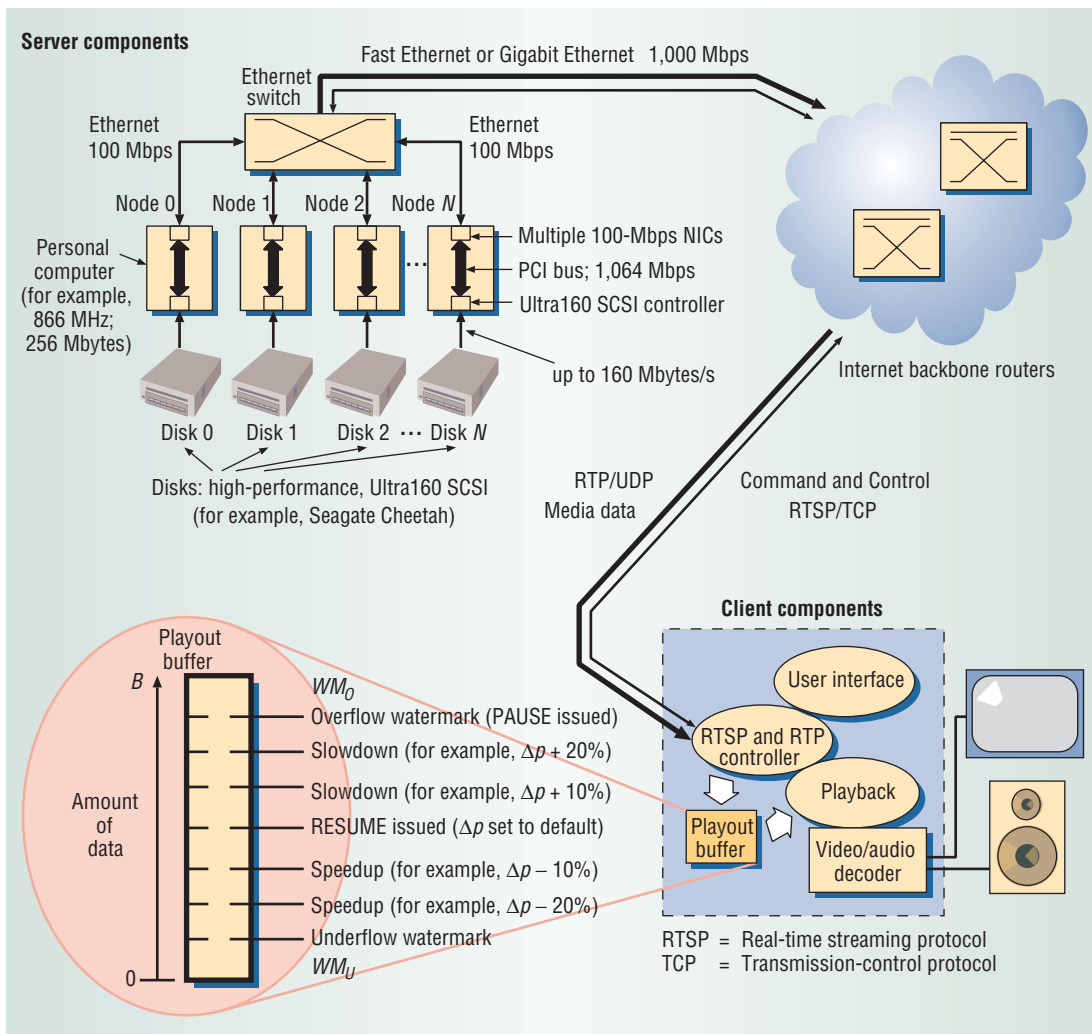 Server components
Fast Ethernet or Gigabit Ethernet 1,000 Mbps
Ethernet
switch
Ethernet
100 Mbps
Ethernet
100 Mbps
Node 0
Node 1
Node 2
Node N
Personal
computer
(for example,
866 MHz;
256 Mbytes)
...
Multiple 100-Mbps NICs
PCI bus; 1,064 Mbps
Ultra160 SCSI controller
up to 160 Mbytes/s
Internet backbone routers
Disk 0
Disk 1
Disk 2
...
Disk N
Disks: high-performance, Ultra160 SCSI
(for example, Seagate Cheetah)
RTP/UDP
Media data
Command and Control
RTSP/TCP
Client components
User interface
RTSP and RTP
controller
Playback
Playout
buffer
Video/audio
decoder
RTSP = Real-time streaming protocol
TCP = Transmission-control protocol
Playout
buffer
B
WMO
Overflow watermark (PAUSE issued)
Slowdown (for example, Δp + 20%)
Slowdown (for example, Δp + 10%)
Amount
of
data
RESUME issued (Δp set to default)
Speedup (for example, Δp – 10%)
Speedup (for example, Δp – 20%)
Underflow watermark
0
WMU